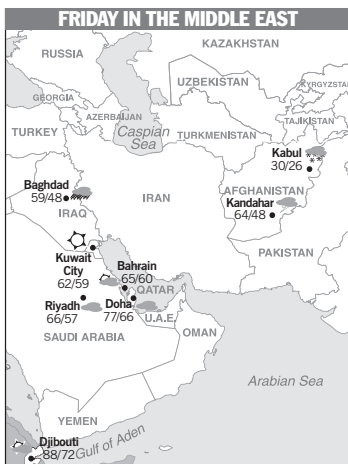 FRIDAY IN THE MIDDLE EAST
KAZAKHSTAN
RUSSIA
UZBEKISTAN
KYRGYZSTAN
GEORGIA
AZERBAIJAN
TAJIKISTAN
TURKEY
Caspian
Sea
TURKMENISTAN
Kabul
30/26
Baghdad
59/48
IRAQ
IRAN
AFGHANISTAN
Kandahar
64/48
PAKISTAN
Kuwait
City
62/59
Bahrain
65/60
QATAR
Riyadh
66/57
Doha
77/66
U.A.E.
SAUDI ARABIA
OMAN
Arabian Sea
YEMEN
Djibouti
88/72
Gulf of Aden